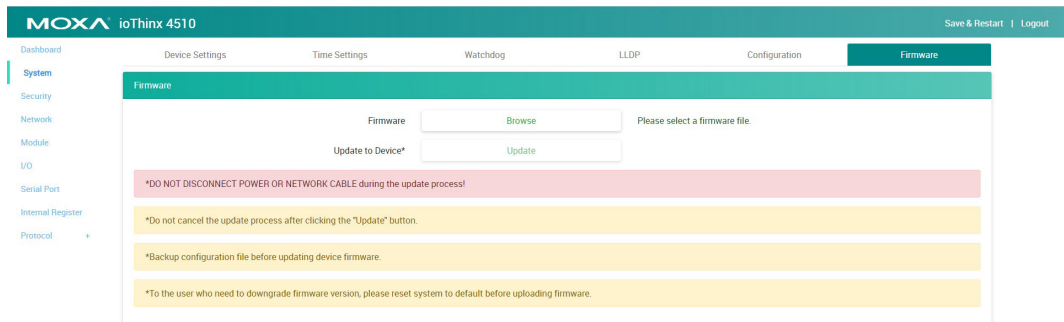 MOXA ioThinx 4510 Save & Restart | Logout
Dashboard
System
Security
Network
Module
I/O
Serial Port
Internal Register
Protocol +
Device Settings Time Settings Watchdog LLDP Configuration Firmware
Firmware
Firmware Browse Please select a firmware file.
Update to Device* Update
*DO NOT DISCONNECT POWER OR NETWORK CABLE during the update process!
*Do not cancel the update process after clicking the "Update" button.
*Backup configuration file before updating device firmware.
*To the user who need to downgrade firmware version, please reset system to default before uploading firmware.